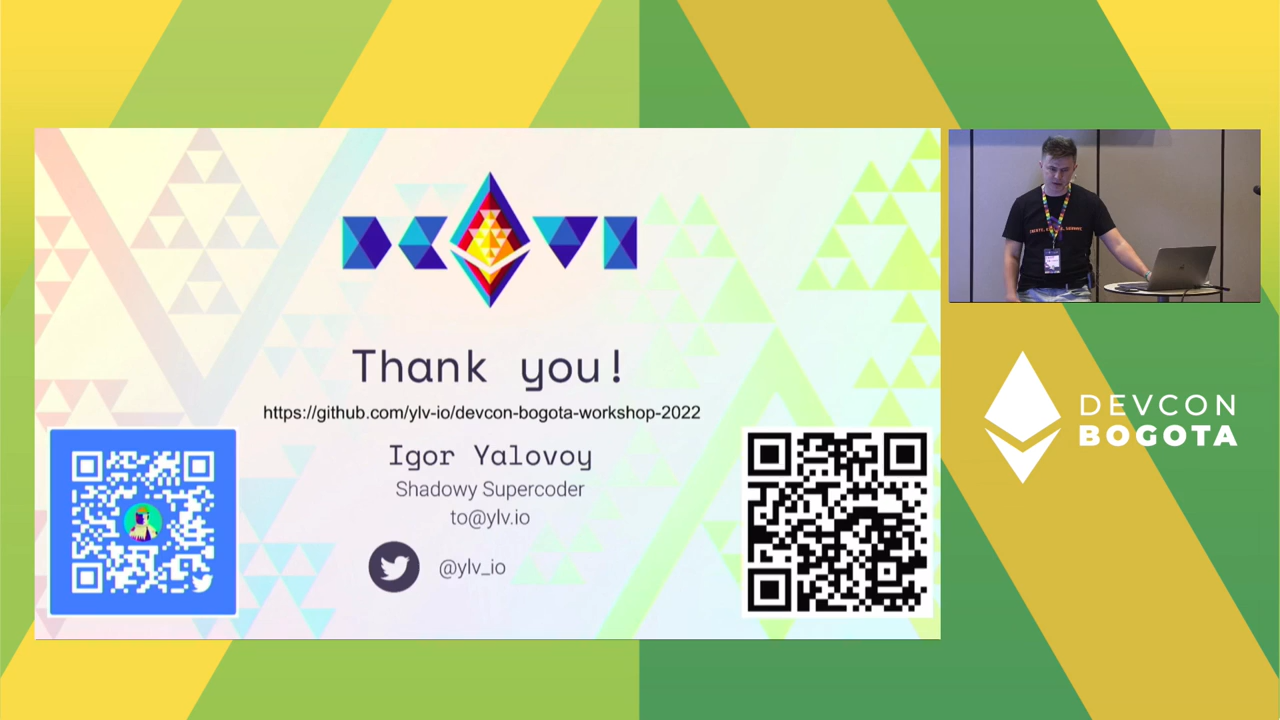 Thank you!
https://github.com/ylv-io/devcon-bogota-workshop-2022
Igor Yalovoy
Shadowy Supercoder
to@ylv.io
@ylv_io
DEVCON
BOGOTA